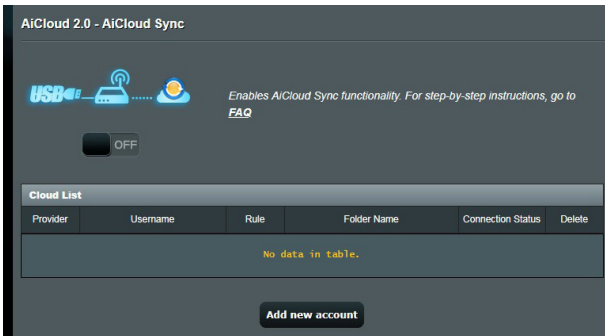 AiCloud 2.0 - AiCloud Sync
USB
Enables AiCloud Sync functionality. For step-by-step instructions, go to
FAQ
OFF
Cloud List
Provider Username Rule Folder Name Connection Status Delete
No data in table.
Add new account